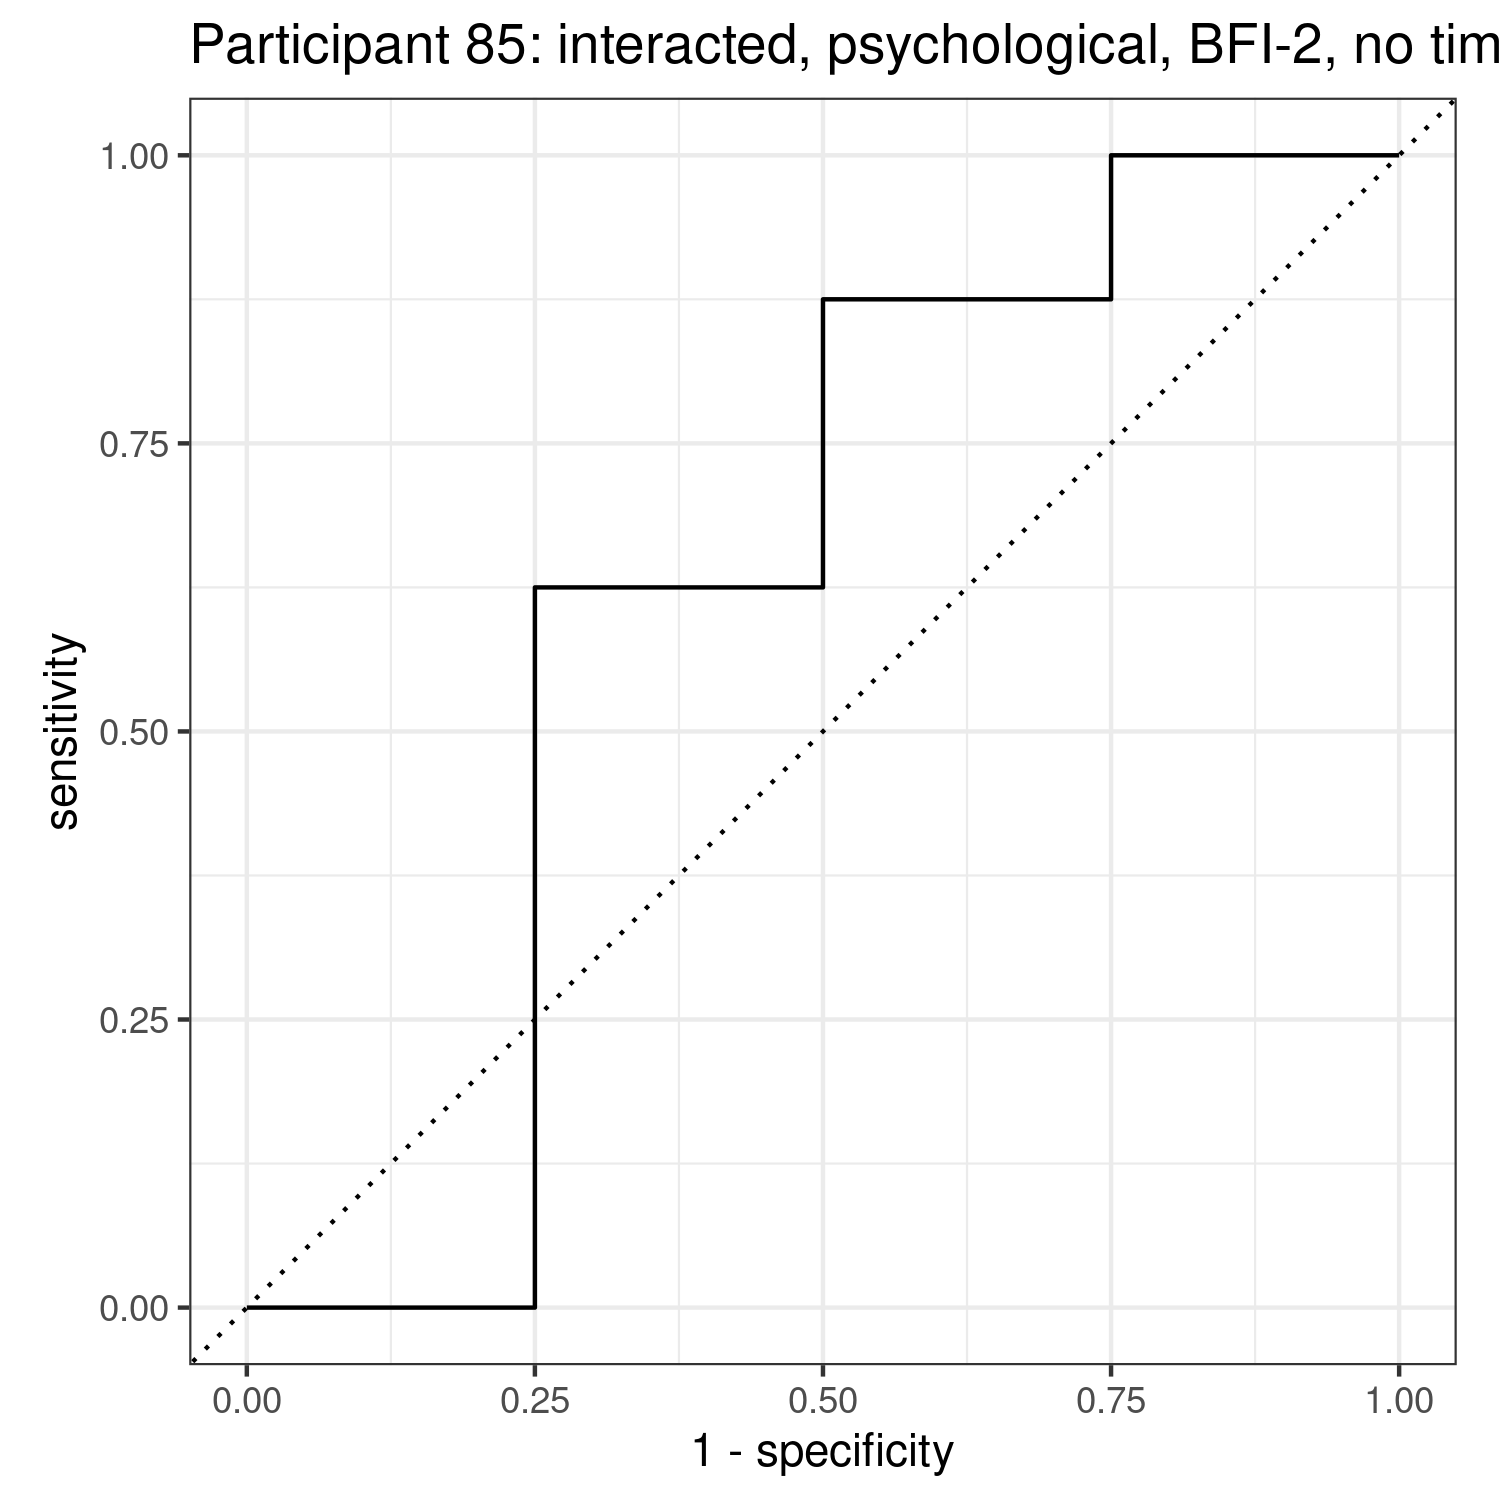 Participant 85: interacted, psychological, BFI-2, no tim
1.00
0.75
0.50
0.25
0.00
sensitivity
0.00 0.25 0.50 0.75 1.00
1 - specificity